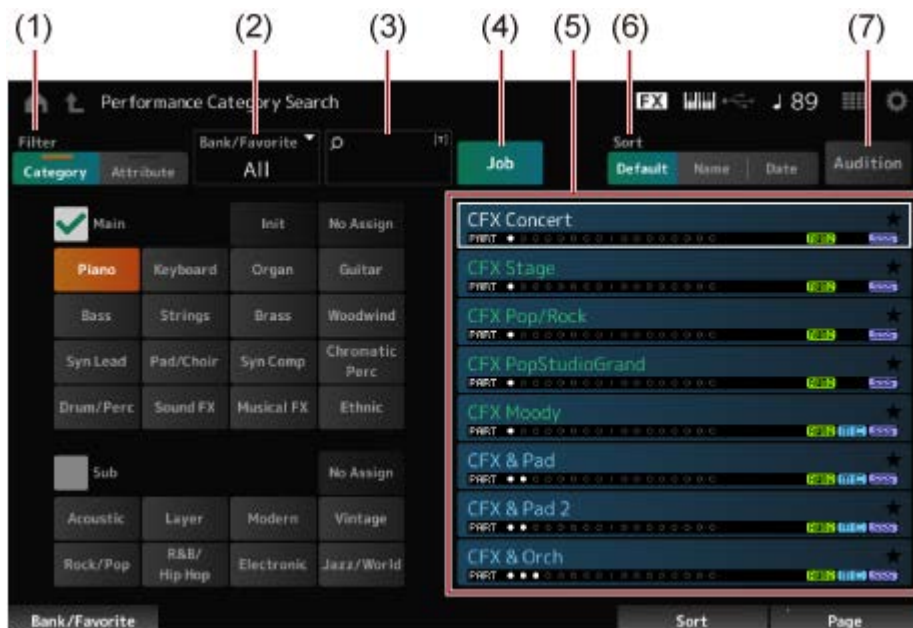 (1) (2) (3) (4) (5) (6) (7)
Performance Category Search FX 89
Filter Bank/Favorite Sort
Category Attribute All Job Default Name Date Audition
Main Init No Assign
Piano Keyboard Organ Guitar
Bass Strings Brass Woodwind
Syn Lead Pad/Choir Syn Comp Chromatic
Perc
Drum/Perc Sound FX Musical FX Ethnic
Sub No Assign
Acoustic Layer Modern Vintage
Rock/Pop R&B/
Hip Hop
Electronic Jazz/World
CFX Concert
PART
CFX Stage
PART
CFX Pop/Rock
PART
CFX PopStudioGrand
PART
CFX Moody
PART
CFX & Pad
PART
CFX & Pad 2
PART
CFX & Orch
PART
Bank/Favorite Sort Page